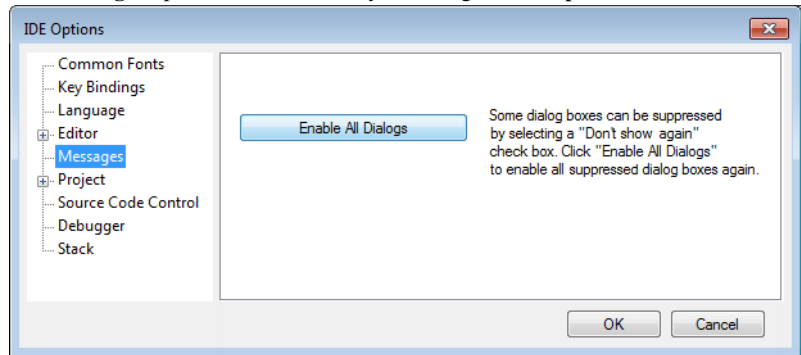 IDE Options
Common Fonts
Key Bindings
Language
Editor
Messages
Project
Source Code Control
Debugger
Stack
Enable All Dialogs
Some dialog boxes can be suppressed
by selecting a "Don't show again"
check box. Click "Enable All Dialogs"
to enable all suppressed dialog boxes again.
OK
Cancel